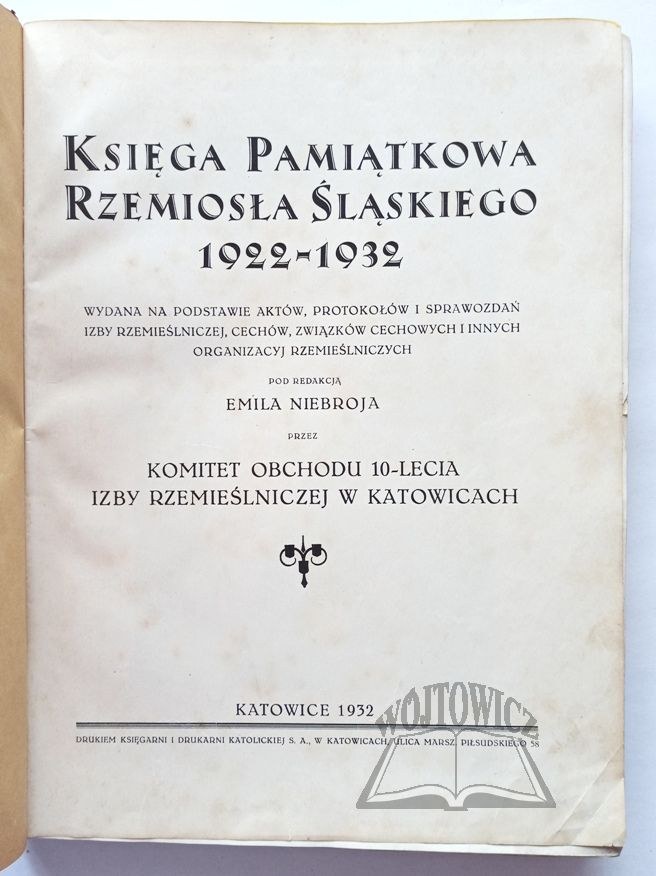 KSIĘGA PAMIĄTKOWA
RZEMIOSŁA ŚLĄSKIEGO
1922-1932
WYDANA NA PODSTAWIE AKTÓW, PROTOKOŁÓW I SPRAWOZDAŃ
IZBY RZEMIEŚLNICZEJ, CECHÓW, ZWIĄZKÓW CECHOWYCH I INNYCH
ORGANIZACYJ RZEMIEŚLNICZYCH
POD REDAKCJĄ
EMILA NIEBROJA
PRZEZ
KOMITET OBCHODU 10-LECIA
IZBY RZEMIEŚLNICZEJ W KATOWICACH
KATOWICE 1932
WÓJTOWICZ
DRUKIEM KSIĘGARNI I DRUKARNI KATOLICKIEJ S. A., W KATOWICACH, ULICA MARSZ. PIŁSUDSKIEGO 58